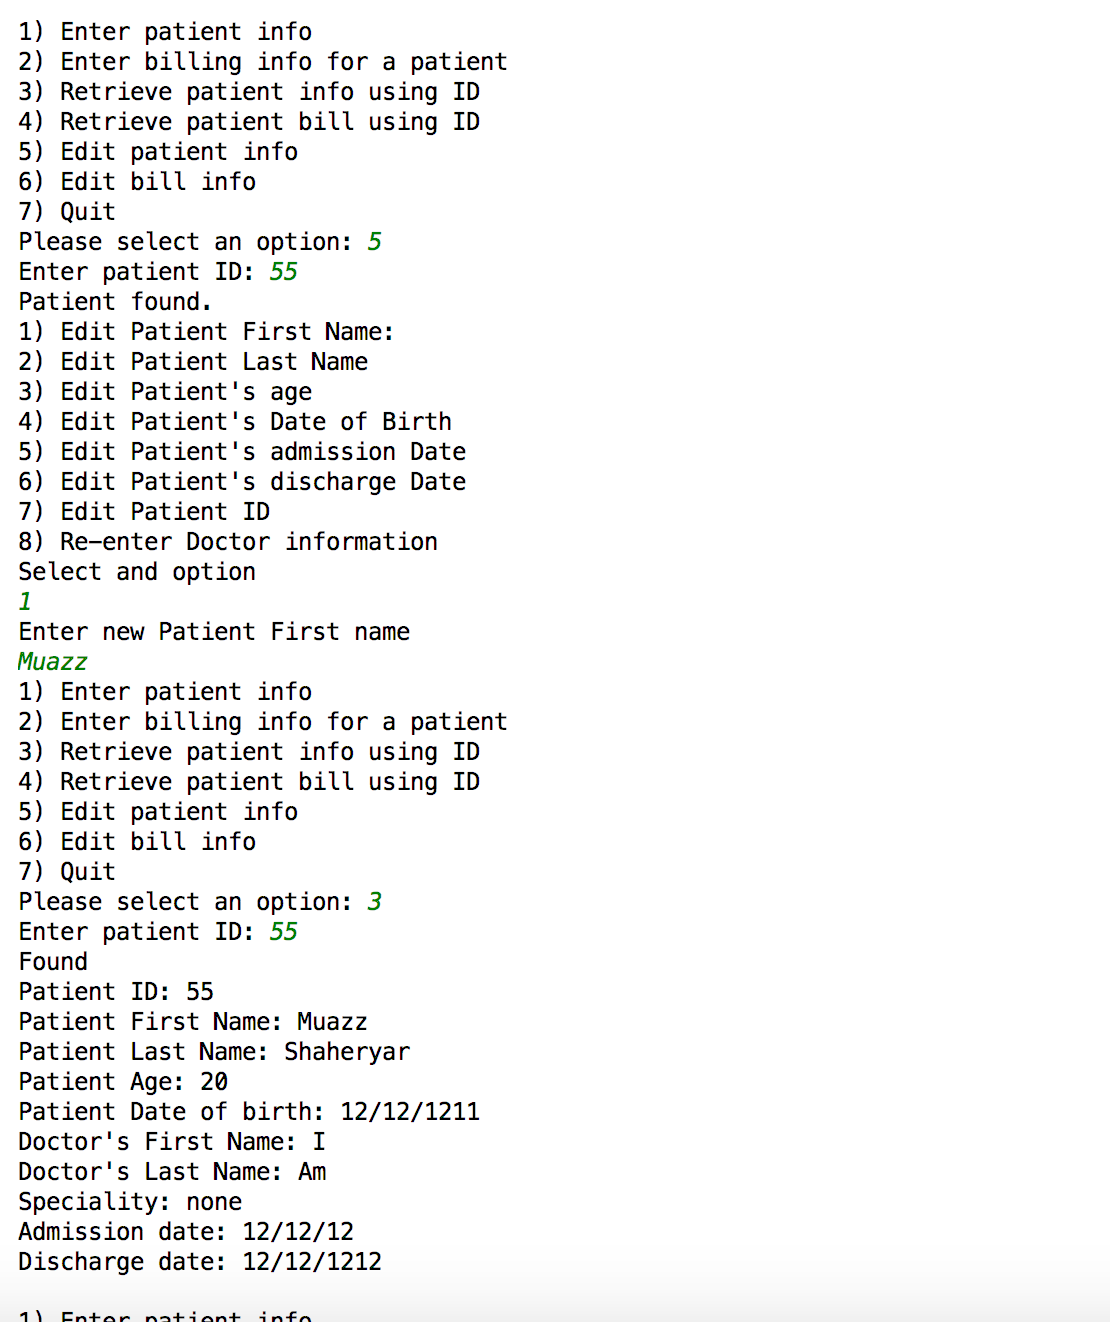 1) Enter patient info
2) Enter billing info for a patient
3) Retrieve patient info using ID
4) Retrieve patient bill using ID
5) Edit patient info
6) Edit bill info
7) Quit
Please select an option: 5
Enter patient ID: 55
Patient found.
1) Edit Patient First Name:
2) Edit Patient Last Name
3) Edit Patient's age
4) Edit Patient's Date of Birth
5) Edit Patient's admission Date
6) Edit Patient's discharge Date
7) Edit Patient ID
8) Re-enter Doctor information
Select and option
1
Enter new Patient First name
Muazz
1) Enter patient info
2) Enter billing info for a patient
3) Retrieve patient info using ID
4) Retrieve patient bill using ID
5) Edit patient info
6) Edit bill info
7) Quit
Please select an option: 3
Enter patient ID: 55
Found
Patient ID: 55
Patient First Name: Muazz
Patient Last Name: Shaheryar
Patient Age: 20
Patient Date of birth: 12/12/1211
Doctor's First Name: I
Doctor's Last Name: Am
Speciality: none
Admission date: 12/12/12
Discharge date: 12/12/1212
1) Enter patient info